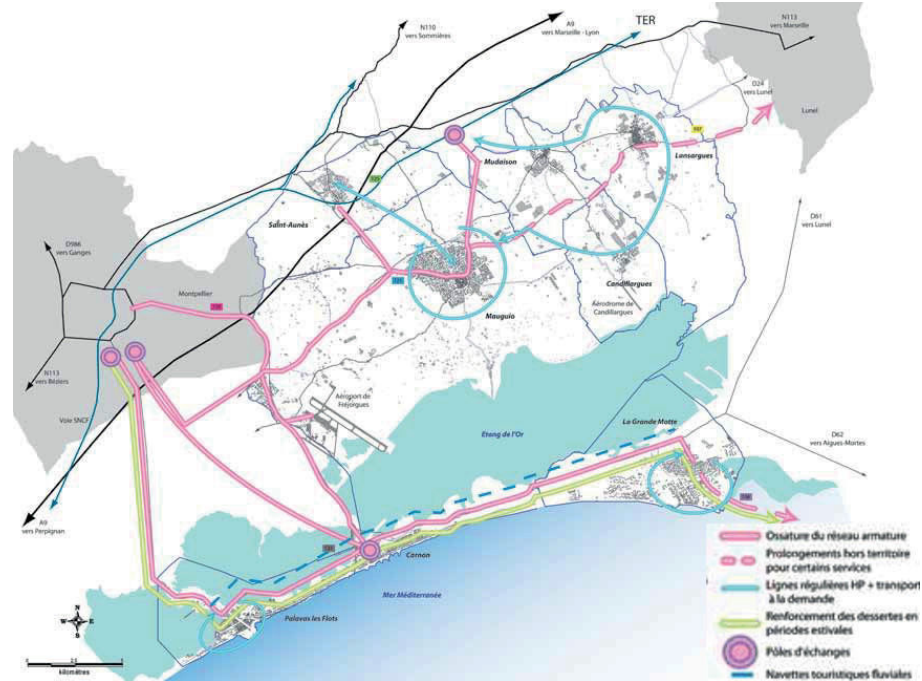 N110
vers Sommières
A9
vers Marseille - Lyon
TER
N113
vers Marseille
D24
vers Lunel
Lunel
Mudaison
Lansargues
Saint-Aunès
D61
vers Lunel
D986
vers Ganges
Montpellier
Candillargues
Aérodrome de
Candillargues
Mauguio
N113
vers Béziers
Aéroport de
Fréjorgues
Voie SNCF
La Grande Motte
Etang de l'Or
D62
vers Aigues-Mortes
A9
vers Perpignan
Carnon
Mer Méditerranée
Palavas les Flots
N
W
E
S
kilomètres
Ossature du réseau armature
Prolongements hors territoire
pour certains services
Lignes régulières HP + transport
à la demande
Renforcement des dessertes en
périodes estivales
Pôles d'échanges
Navettes touristiques fluviales